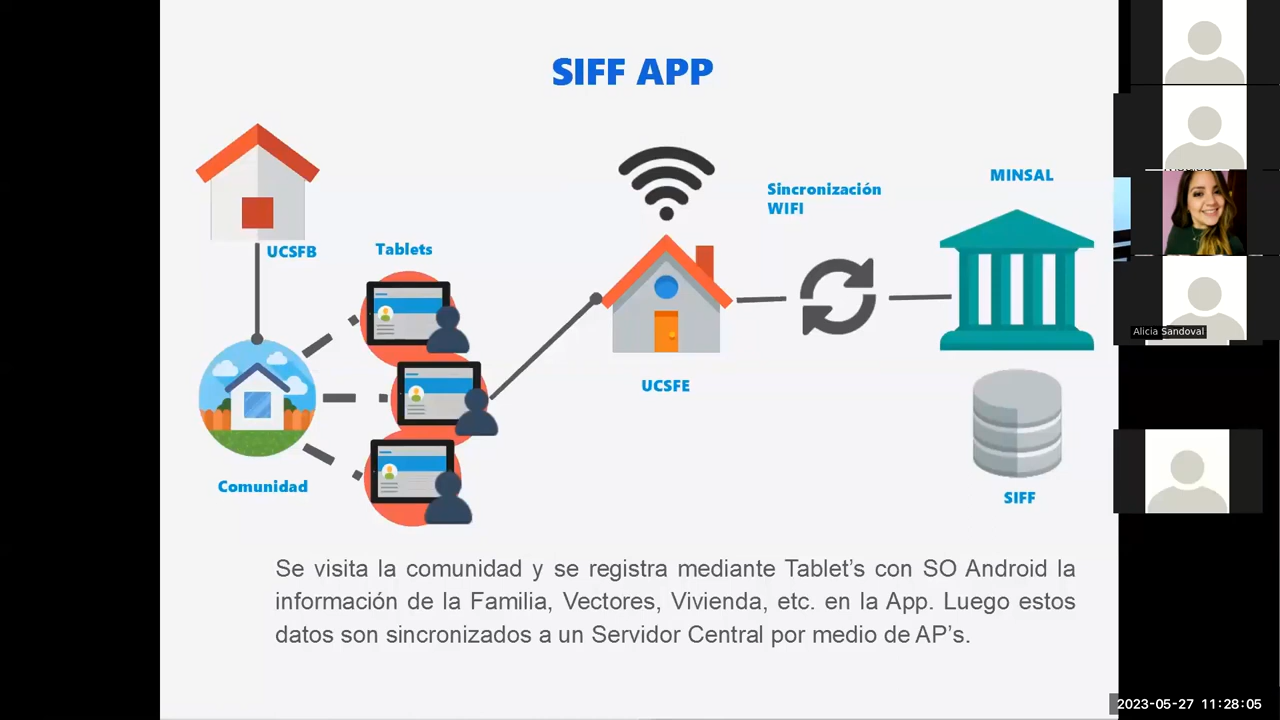 SIFF APP
UCSFB
Tablets
Comunidad
UCSFE
Sincronización
WIFI
MINSAL
SIFF
Se visita la comunidad y se registra mediante Tablet’s con SO Android la
información de la Familia, Vectores, Vivienda, etc. en la App. Luego estos
datos son sincronizados a un Servidor Central por medio de AP’s.
Alicia Sandoval
2023-05-27 11:28:05